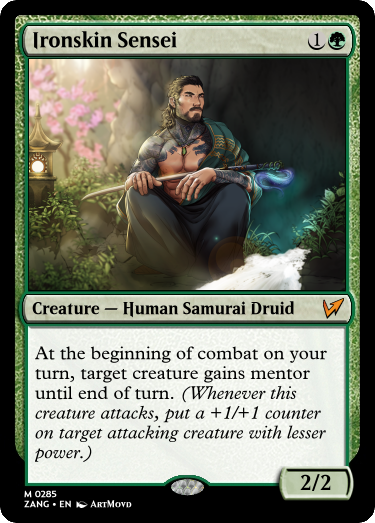 Ironskin Sensei 1
Creature — Human Samurai Druid
At the beginning of combat on your
turn, target creature gains mentor
until end of turn. (Whenever this
creature attacks, put a +1/+1 counter
on target attacking creature with lesser
power.)
2/2
M 0285
ZANG • EN ArtMovd